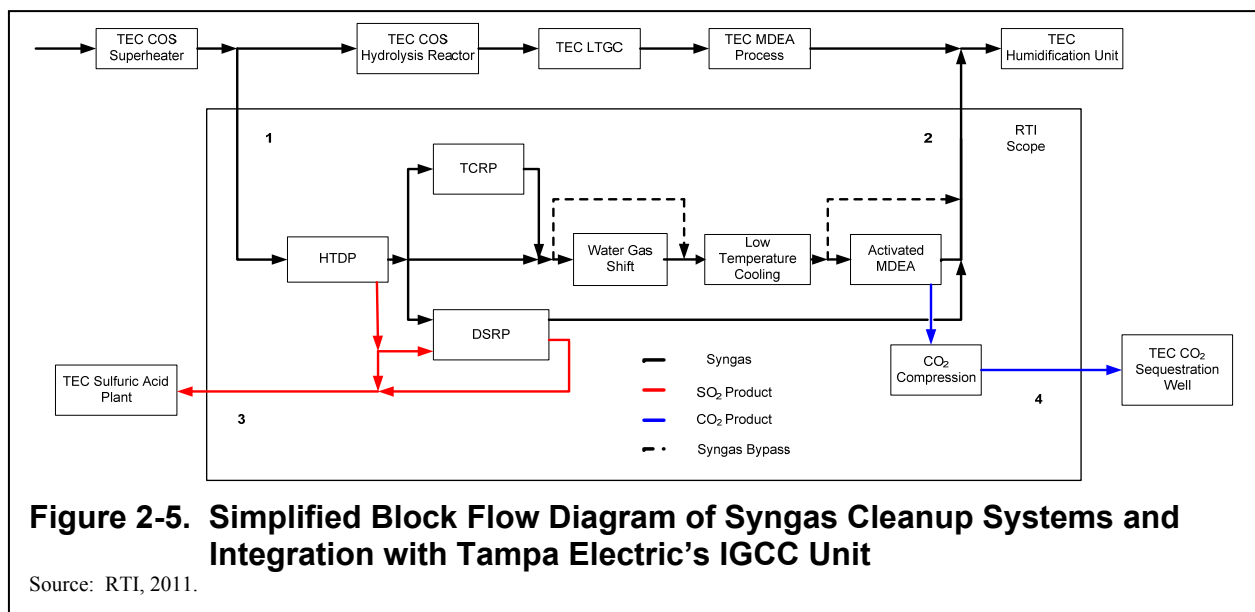 TEC COS
Superheater
TEC COS
Hydrolysis Reactor
TEC LTGC
TEC MDEA
Process
TEC
Humidification Unit
1
2
RTI
Scope
TCRP
HTDP
Water Gas
Shift
Low
Temperature
Cooling
Activated
MDEA
DSRP
TEC Sulfuric Acid
Plant
3
Syngas
SO₂ Product
CO₂ Product
Syngas Bypass
CO₂
Compression
4
TEC CO₂
Sequestration
Well
Figure 2-5. Simplified Block Flow Diagram of Syngas Cleanup Systems and
Integration with Tampa Electric’s IGCC Unit
Source: RTI, 2011.